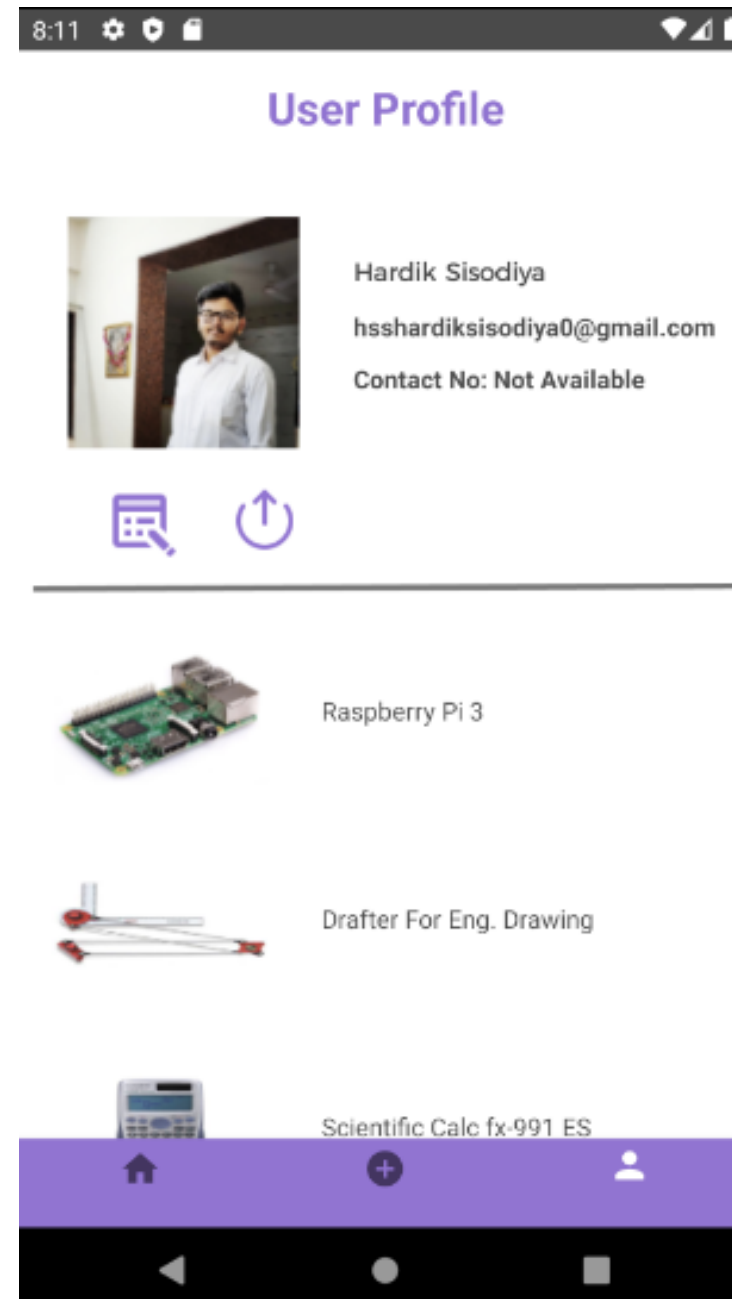 8:11
User Profile
Hardik Sisodiya
hsshardiksisodiya0@gmail.com
Contact No: Not Available
Raspberry Pi 3
Drafter For Eng. Drawing
Scientific Calc fx-991 ES